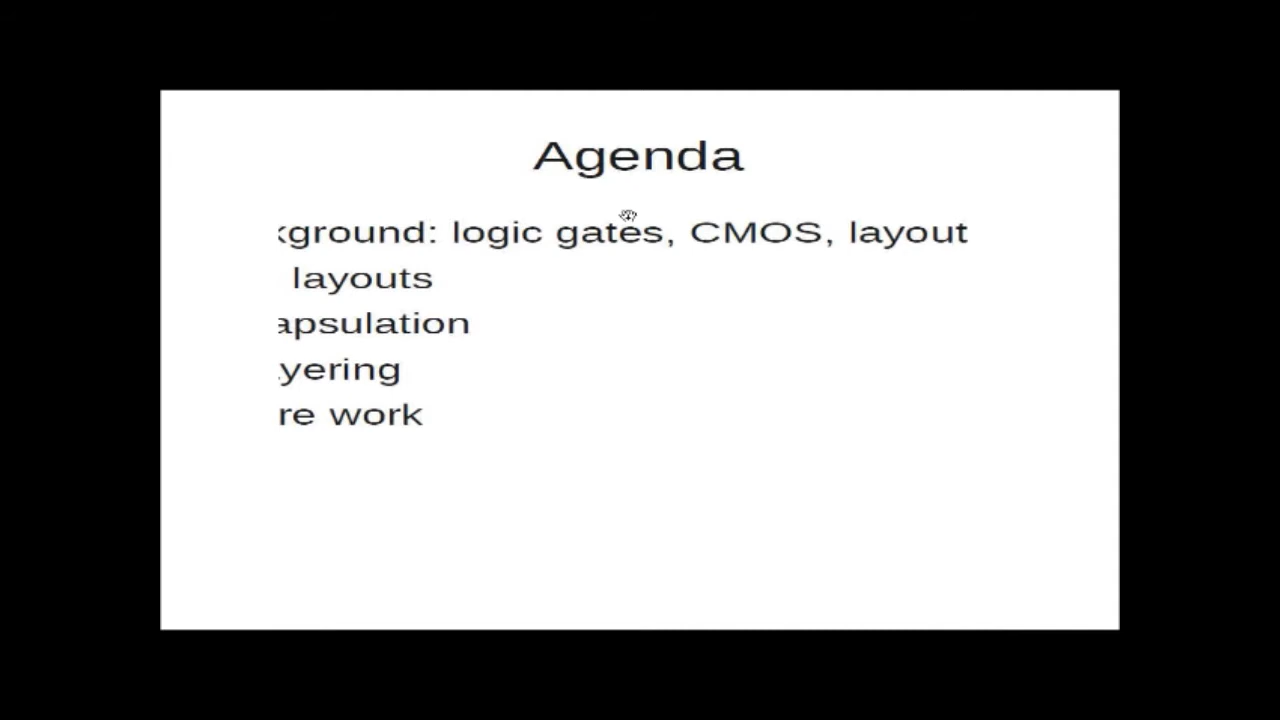 Agenda
kground: logic gates, CMOS, layout
layouts
apsulation
yering
re work